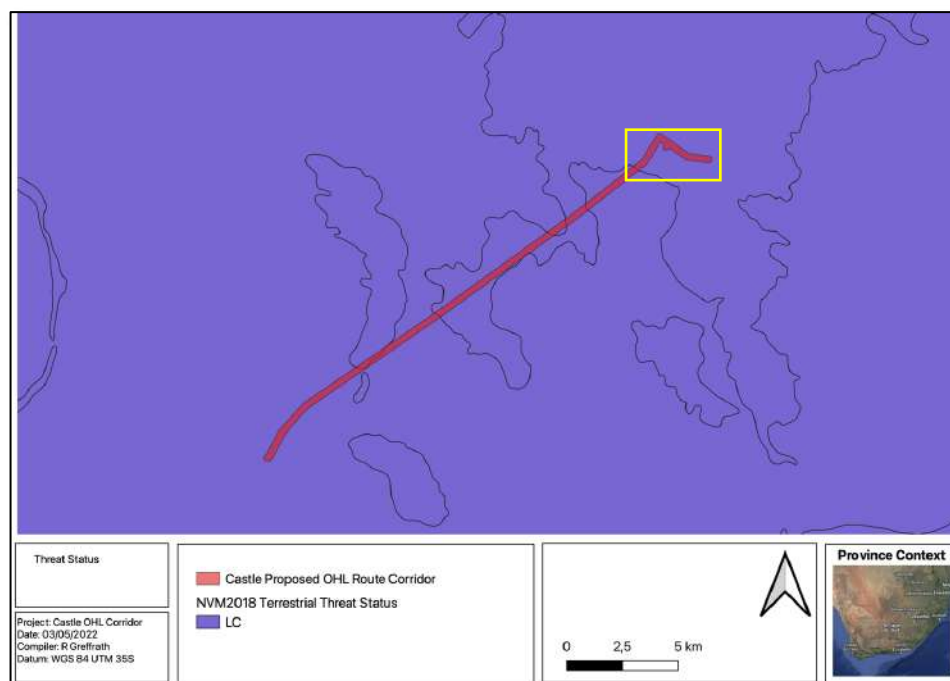 Threat Status
Project: Castle OHL Corridor
Date: 03/05/2022
Compiler: R Greffrath
Datum: WGS 84 UTM 35S
Castle Proposed OHL Route Corridor
NVM2018 Terrestrial Threat Status
LC
0 2,5 5 km
Province Context